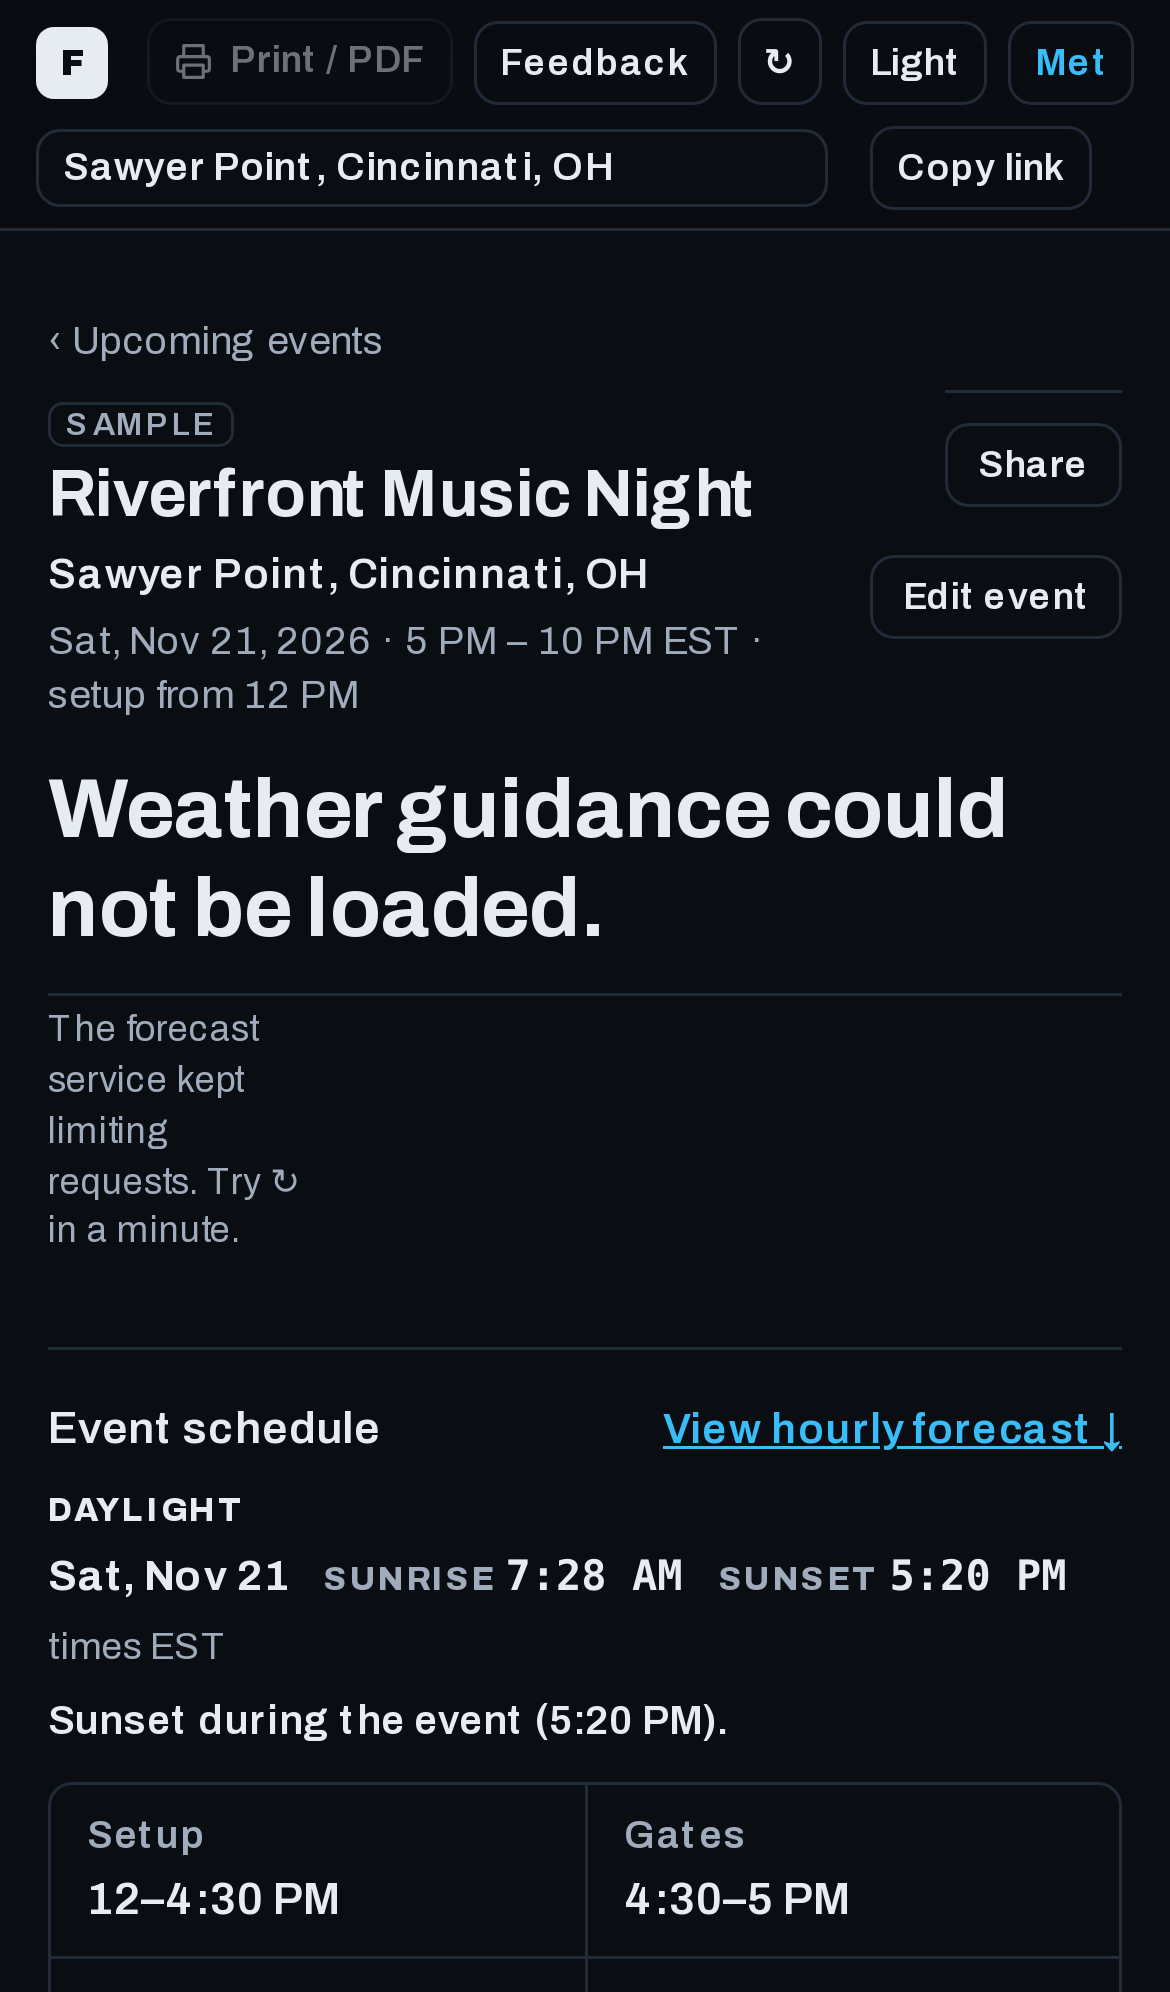 F Print / PDF Feedback ↻ Light Met
Sawyer Point, Cincinnati, OH Copy link
‹ Upcoming events
SAMPLE
Share
Riverfront Music Night
Sawyer Point, Cincinnati, OH
Edit event
Sat, Nov 21, 2026 · 5 PM – 10 PM EST ·
setup from 12 PM
Weather guidance could
not be loaded.
The forecast
service kept
limiting
requests. Try ↻
in a minute.
Event schedule View hourly forecast ↓
DAYLIGHT
Sat, Nov 21 SUNRISE 7:28 AM SUNSET 5:20 PM
times EST
Sunset during the event (5:20 PM).
Setup Gates
12–4:30 PM 4:30–5 PM